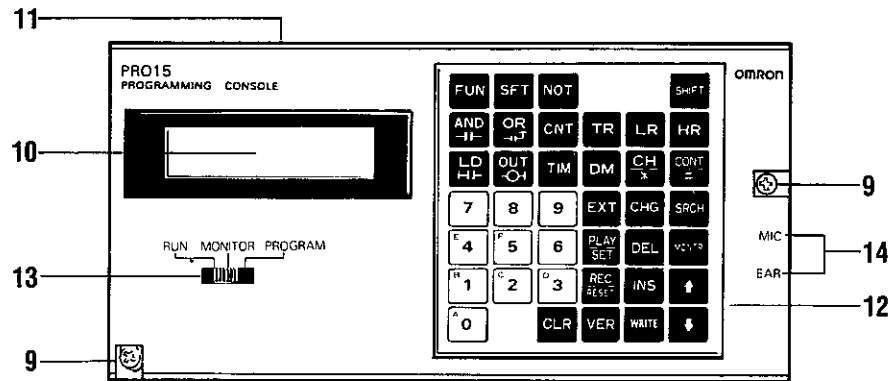 11
PRO15
PROGRAMMING CONSOLE
OMRON
FUN SFT NOT SHIFT
AND OR CNT TR LR HR
LD OUT TIM DM CH * CONT #
10
7 8 9 EXT CHG SRCH
9
E 4 F 5 6 PLAY SET DEL MONTR
RUN MONITOR PROGRAM
MIC
14
EAR
13
B 1 C 2 D 3 REC RESET INS ↑
12
A 0 CLR VER WRITE ↓
9